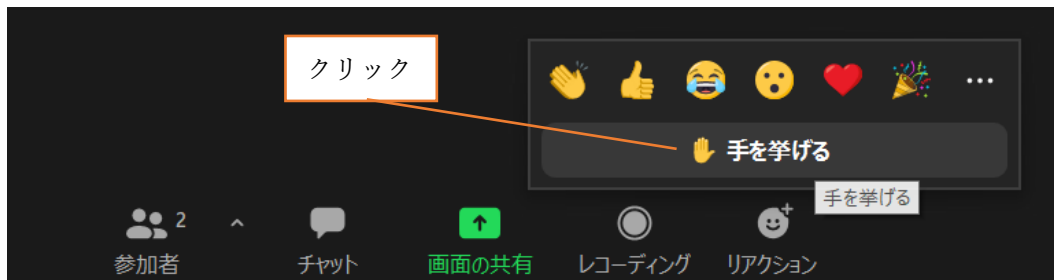 クリック
手を挙げる
手を挙げる
2
参加者
チャット
画面の共有
レコーディング
リアクション